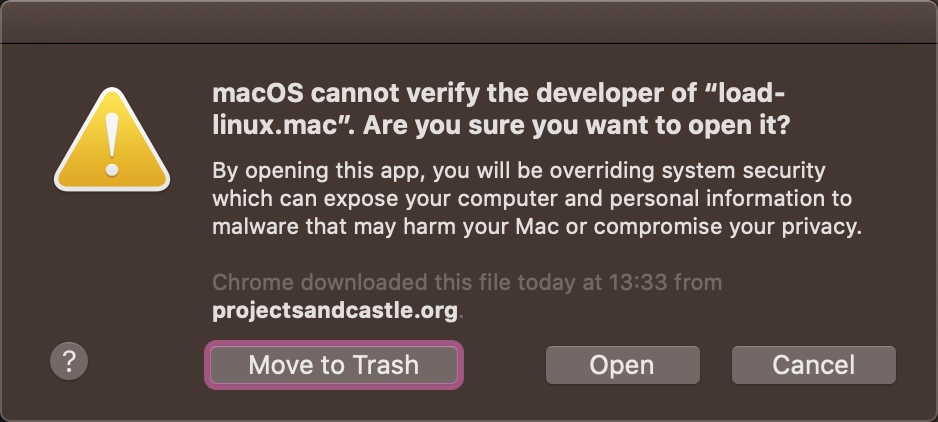 macOS cannot verify the developer of “load-
linux.mac”. Are you sure you want to open it?
By opening this app, you will be overriding system security
which can expose your computer and personal information to
malware that may harm your Mac or compromise your privacy.
Chrome downloaded this file today at 13:33 from
projectsandcastle.org.
? Move to Trash Open Cancel